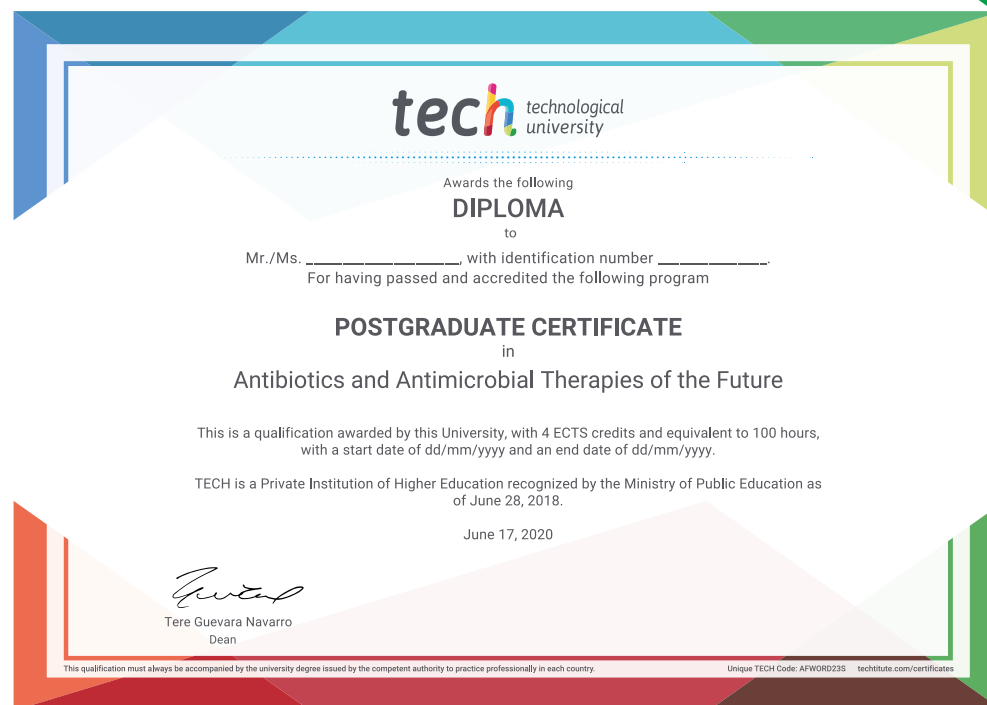 tech technological
university
Awards the following
DIPLOMA
to
Mr./Ms. ____________________, with identification number ______________.
For having passed and accredited the following program
POSTGRADUATE CERTIFICATE
in
Antibiotics and Antimicrobial Therapies of the Future
This is a qualification awarded by this University, with 4 ECTS credits and equivalent to 100 hours,
with a start date of dd/mm/yyyy and an end date of dd/mm/yyyy.
TECH is a Private Institution of Higher Education recognized by the Ministry of Public Education as
of June 28, 2018.
June 17, 2020
Tere Guevara Navarro
Dean
This qualification must always be accompanied by the university degree issued by the competent authority to practice professionally in each country.
Unique TECH Code: AFWORD23S techtitute.com/certificates